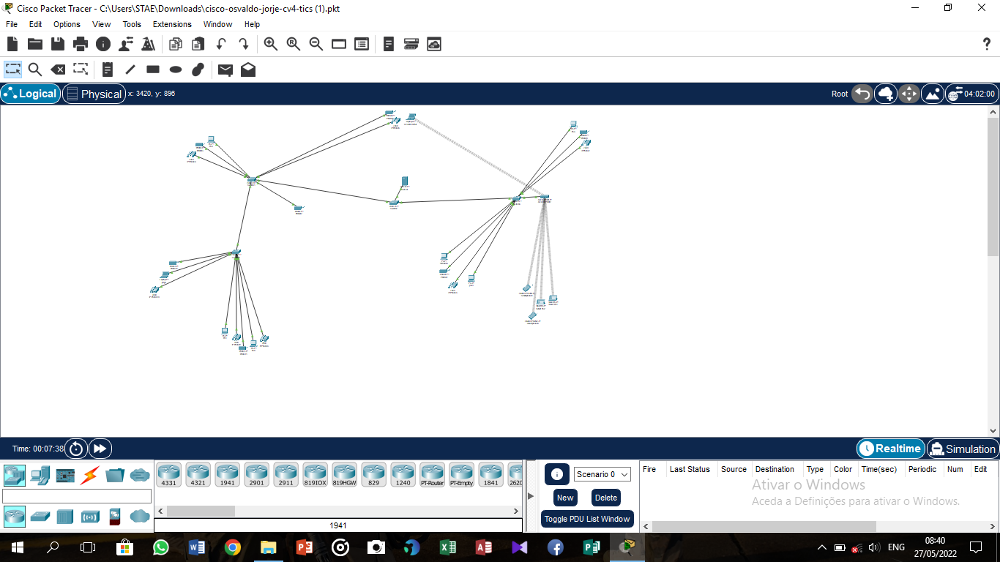 Cisco Packet Tracer - C:\Users\STAE\Downloads\cisco-osvaldo-jorje-cv4-tics (1).pkt
File Edit Options View Tools Extensions Window Help
?
Logical Physical x: 3420, y: 896 Root 04:02:00
Time: 00:07:38 Realtime Simulation
4331 4321 1941 2901 2911 819IOX 819HGW 829 1240 PT-Router PT-Empty 1841 2620
1941
Scenario 0
New Delete
Toggle PDU List Window
Fire Last Status Source Destination Type Color Time(sec) Periodic Num Edit
Ativar o Windows
Aceda a Definições para ativar o Windows.
ENG 08:40
27/05/2022